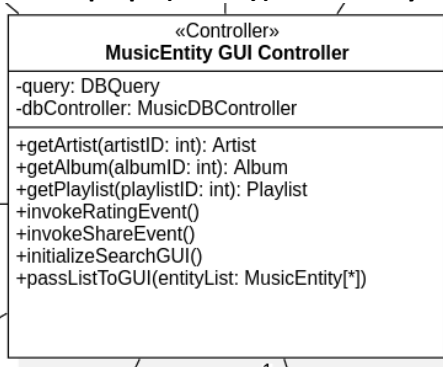 «Controller»
MusicEntity GUI Controller
-query: DBQuery
-dbController: MusicDBController
+getArtist(artistID: int): Artist
+getAlbum(albumID: int): Album
+getPlaylist(playlistID: int): Playlist
+invokeRatingEvent()
+invokeShareEvent()
+initializeSearchGUI()
+passListToGUI(entityList: MusicEntity[*])